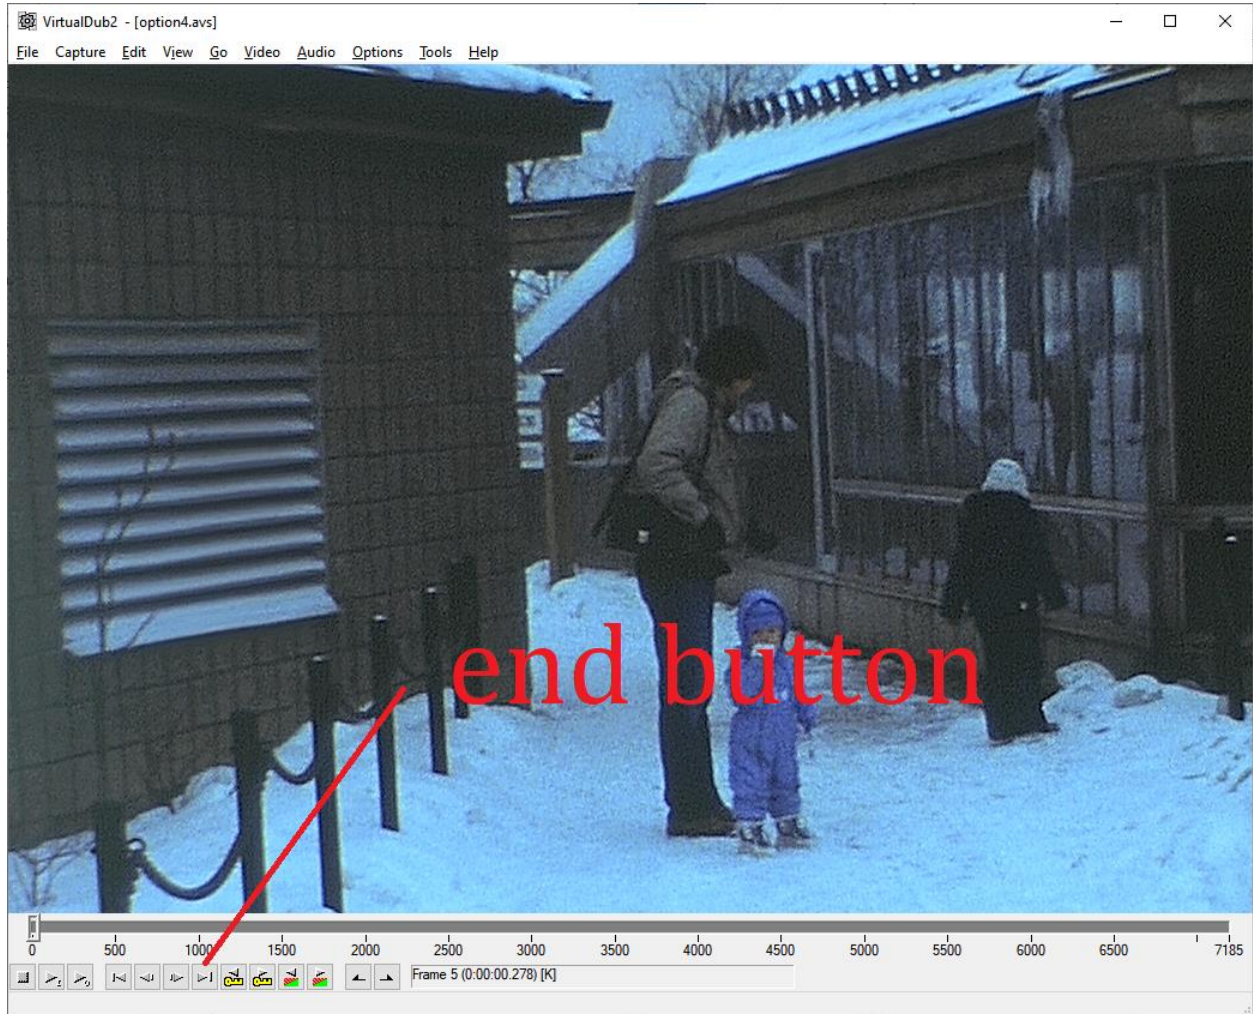 VirtualDub2 - [option4.avs]
File Capture Edit View Go Video Audio Options Tools Help
end button
0 500 1000 1500 2000 2500 3000 3500 4000 4500 5000 5500 6000 6500 7185
Frame 5 (0:00:00.278) [K]